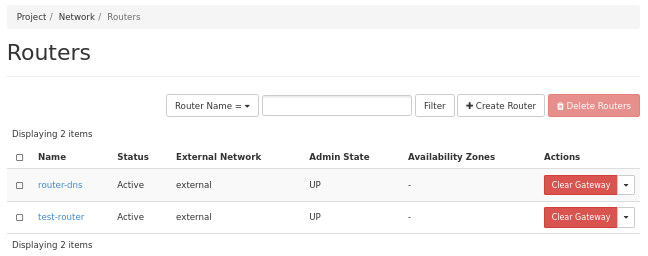 Project / Network / Routers
Routers
Router Name = Filter Create Router Delete Routers
Displaying 2 items
Name Status External Network Admin State Availability Zones Actions
router-dns Active external UP - Clear Gateway
test-router Active external UP - Clear Gateway
Displaying 2 items